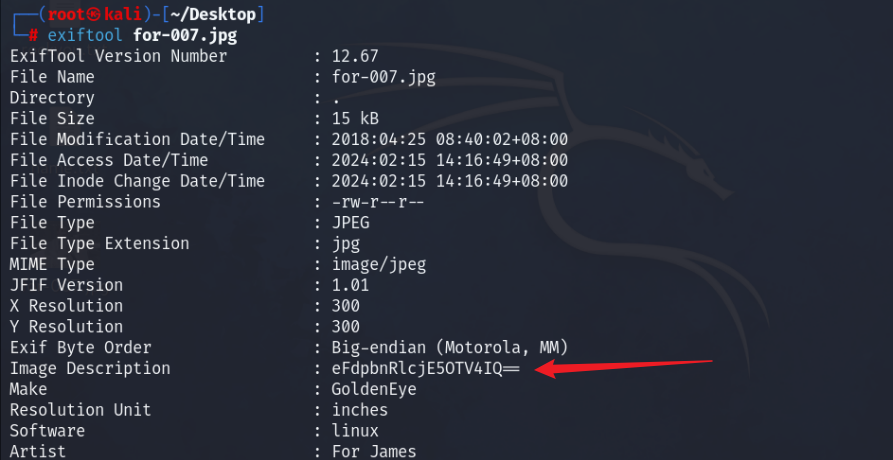 ┌──(root㉿kali)-[~/Desktop]
└─# exiftool for-007.jpg
ExifTool Version Number : 12.67
File Name : for-007.jpg
Directory : .
File Size : 15 kB
File Modification Date/Time : 2018:04:25 08:40:02+08:00
File Access Date/Time : 2024:02:15 14:16:49+08:00
File Inode Change Date/Time : 2024:02:15 14:16:49+08:00
File Permissions : -rw-r--r--
File Type : JPEG
File Type Extension : jpg
MIME Type : image/jpeg
JFIF Version : 1.01
X Resolution : 300
Y Resolution : 300
Exif Byte Order : Big-endian (Motorola, MM)
Image Description : eFdpbnRlcjE5OTV4IQ==
Make : GoldenEye
Resolution Unit : inches
Software : linux
Artist : For James